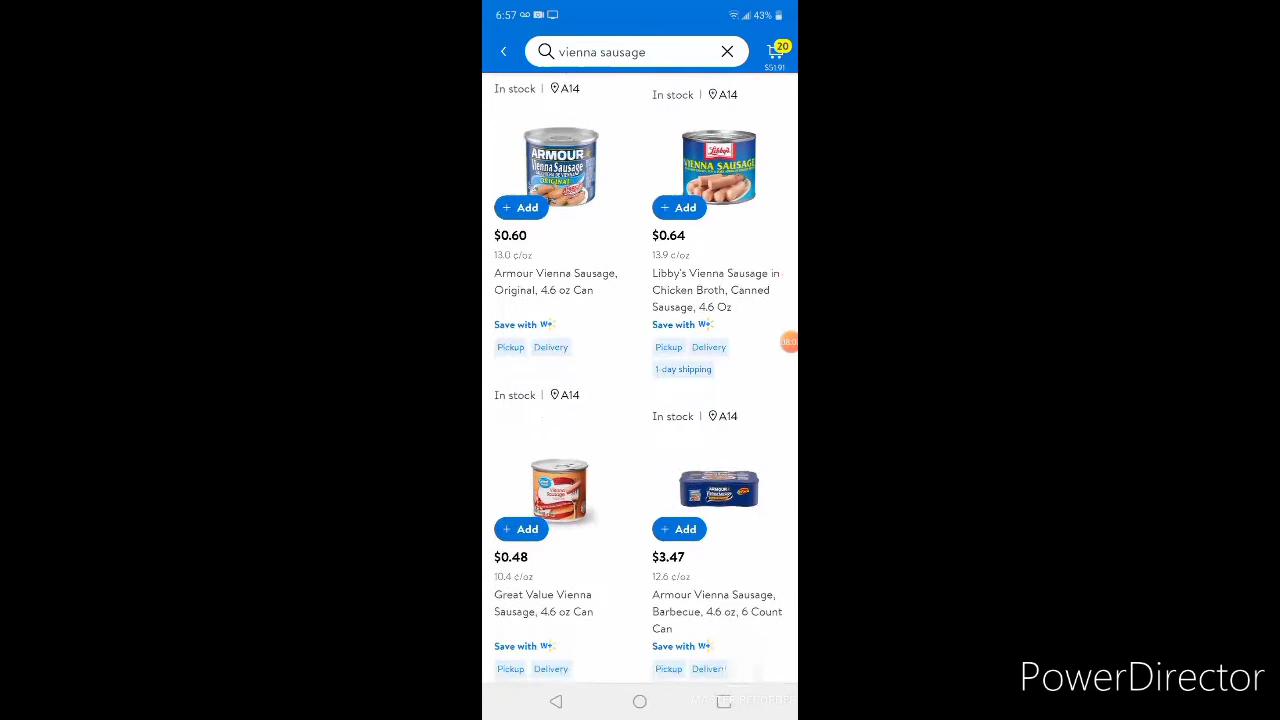 6:57
43%
vienna sausage
20
$51.91
In stock | A14
In stock | A14
ARMOUR
Vienna Sausage
ORIGINAL
Libby's
VIENNA SAUSAGE
+ Add
+ Add
$0.60
$0.64
13.0 ¢/oz
13.9 ¢/oz
Armour Vienna Sausage,
Original, 4.6 oz Can
Libby's Vienna Sausage in
Chicken Broth, Canned
Sausage, 4.6 Oz
Save with W+
Save with W+
Pickup Delivery
Pickup Delivery
1-day shipping
In stock | A14
In stock | A14
Vienna
Sausage
ARMOUR
+ Add
+ Add
$0.48
$3.47
10.4 ¢/oz
12.6 ¢/oz
Great Value Vienna
Sausage, 4.6 oz Can
Armour Vienna Sausage,
Barbecue, 4.6 oz, 6 Count
Can
Save with W+
Save with W+
Pickup Delivery
Pickup Delivery
PowerDirector